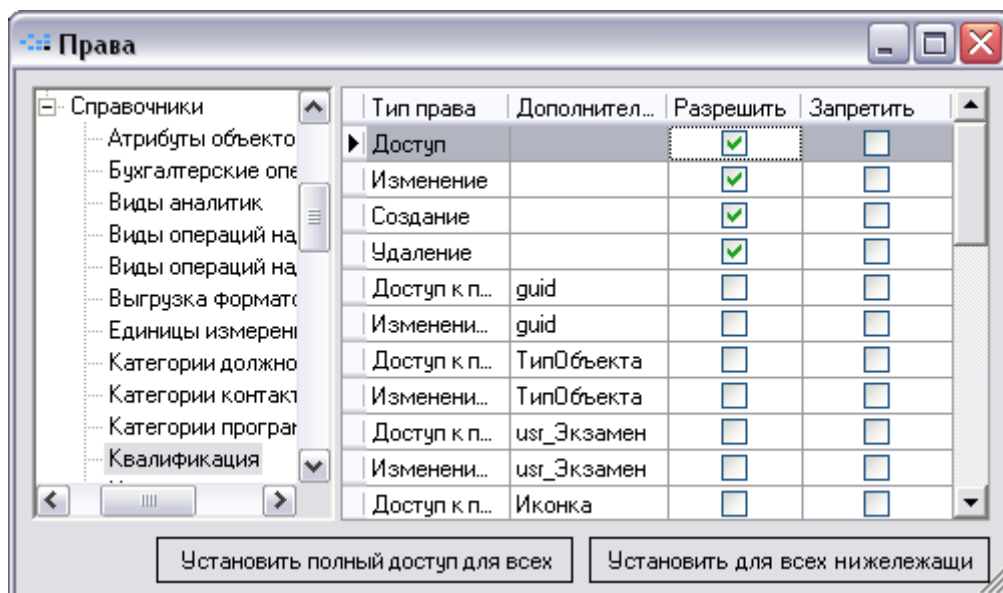 Права
Справочники
Атрибуты объекто
Бухгалтерские опе
Виды аналитик
Виды операций на
Виды операций на
Выгрузка формато
Единицы измерен
Категории должно
Категории контакт
Категории програм
Квалификация
Тип права Дополнител... Разрешить Запретить
Доступ
Изменение
Создание
Удаление
Доступ к п... guid
Изменени... guid
Доступ к п... ТипОбъекта
Изменени... ТипОбъекта
Доступ к п... usr_Экзамен
Изменени... usr_Экзамен
Доступ к п... Иконка
Установить полный доступ для всех
Установить для всех нижележащи